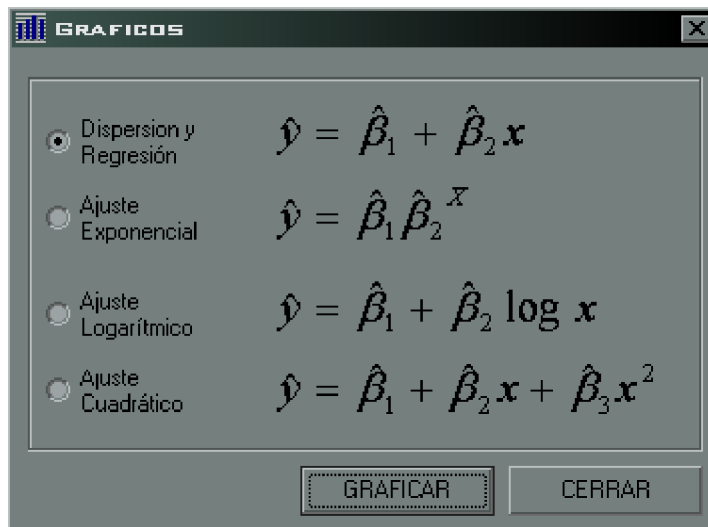 GRAFICOS
Dispersion y
Regresión
ŷ = β̂₁ + β̂₂x
Ajuste
Exponencial
ŷ = β̂₁β̂₂ˣ
Ajuste
Logarítmico
ŷ = β̂₁ + β̂₂ log x
Ajuste
Cuadrático
ŷ = β̂₁ + β̂₂x + β̂₃x²
GRAFICAR
CERRAR